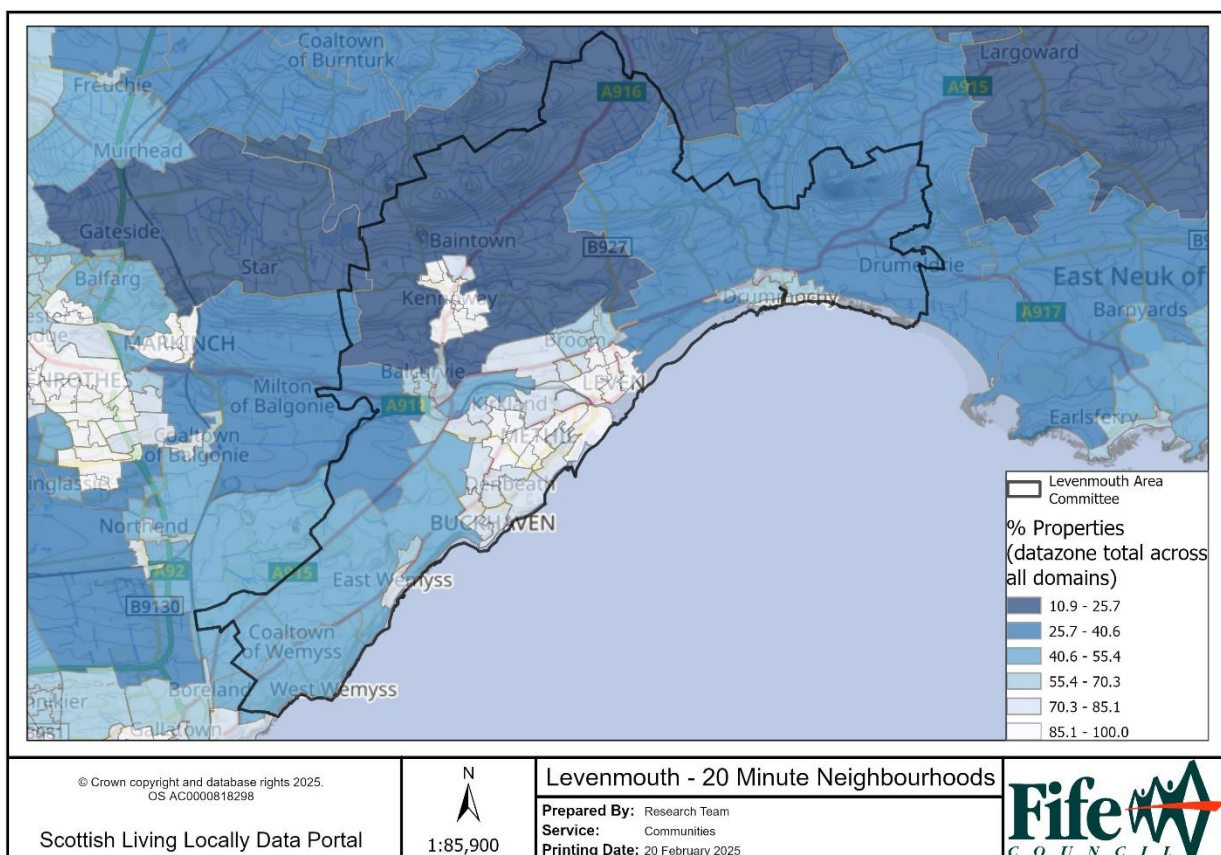 Coaltown
of Burnturk
Largoward
Freuchie
A916
A915
Muirhead
Gateside
Baintown
B927
Star
Drumeldrie
Balfarg
East Neuk of
Kennoway
Drummochy
A917
Barnyards
MARKINCH
Broom
Balcurvie
LEVEN
Milton
of Balgonie
A911
Kirkland
METHIL
Earlsferry
Coaltown
of Balgonie
Denbeath
Northend
BUCKHAVEN
A92
A915
East Wemyss
B9130
Coaltown
of Wemyss
Boreland
West Wemyss
Gallatown
Levenmouth Area
Committee
% Properties
(datazone total across
all domains)
10.9 - 25.7
25.7 - 40.6
40.6 - 55.4
55.4 - 70.3
70.3 - 85.1
85.1 - 100.0
© Crown copyright and database rights 2025.
OS AC0000818298
Scottish Living Locally Data Portal
N
1:85,900
Levenmouth - 20 Minute Neighbourhoods
Prepared By: Research Team
Service: Communities
Printing Date: 20 February 2025
Fife
COUNCIL